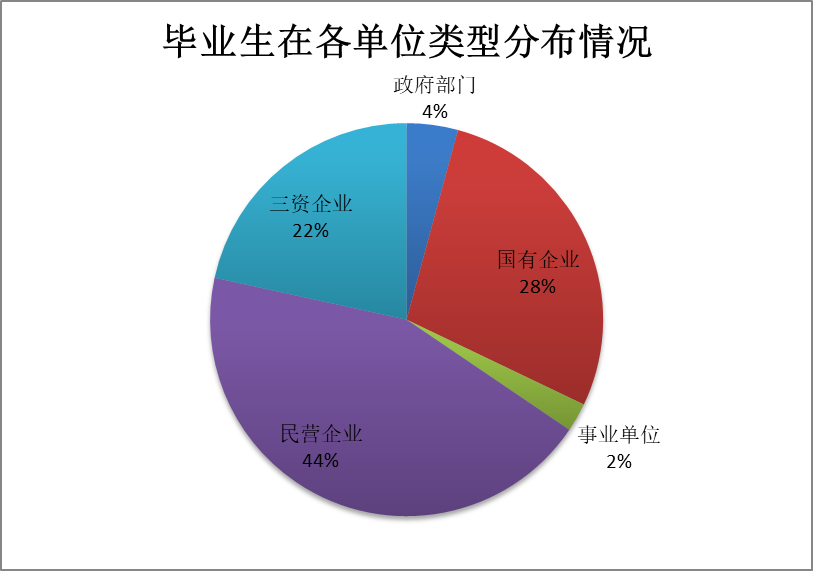 毕业生在各单位类型分布情况
政府部门
4%
三资企业
22%
国有企业
28%
民营企业
44%
事业单位
2%